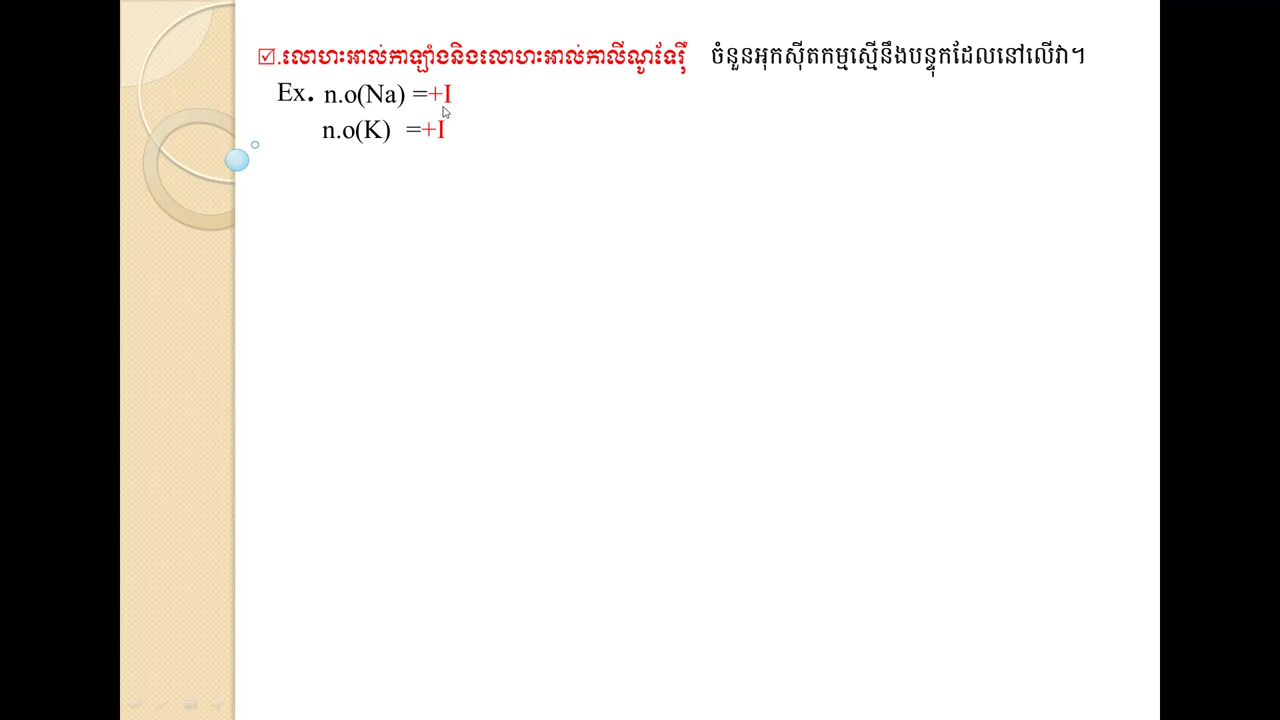 ☑.លោហៈអាល់កាឡាំងនិងលោហៈអាល់កាលីណូទែរ៉ឺ ចំនួនអុកស៊ីតកម្មស្មើនឹងបន្ទុកដែលនៅលើវា។
Ex. n.o(Na) =+I
n.o(K) =+I